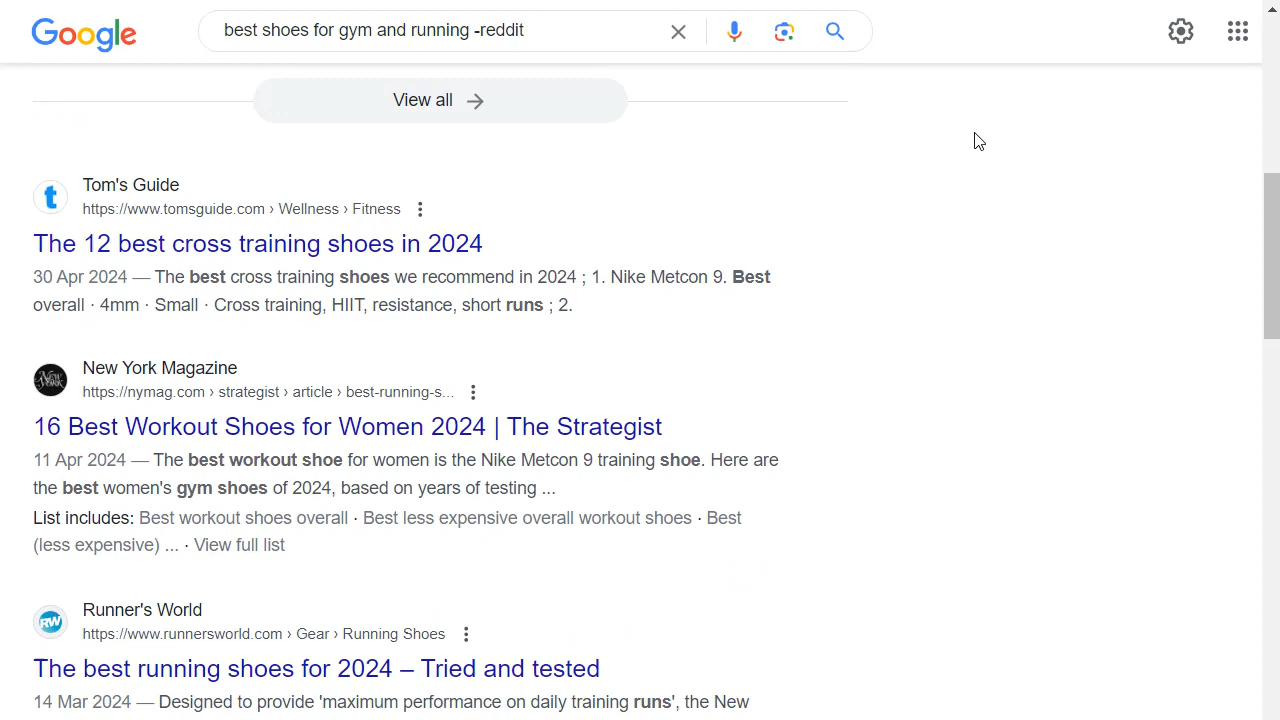 Google
best shoes for gym and running -reddit
View all
Tom's Guide
https://www.tomsguide.com › Wellness › Fitness
The 12 best cross training shoes in 2024
30 Apr 2024 — The best cross training shoes we recommend in 2024 ; 1. Nike Metcon 9. Best
overall · 4mm · Small · Cross training, HIIT, resistance, short runs ; 2.
New York Magazine
https://nymag.com › strategist › article › best-running-s...
16 Best Workout Shoes for Women 2024 | The Strategist
11 Apr 2024 — The best workout shoe for women is the Nike Metcon 9 training shoe. Here are
the best women's gym shoes of 2024, based on years of testing ...
List includes: Best workout shoes overall · Best less expensive overall workout shoes · Best
(less expensive) ... · View full list
Runner's World
https://www.runnersworld.com › Gear › Running Shoes
The best running shoes for 2024 – Tried and tested
14 Mar 2024 — Designed to provide 'maximum performance on daily training runs', the New